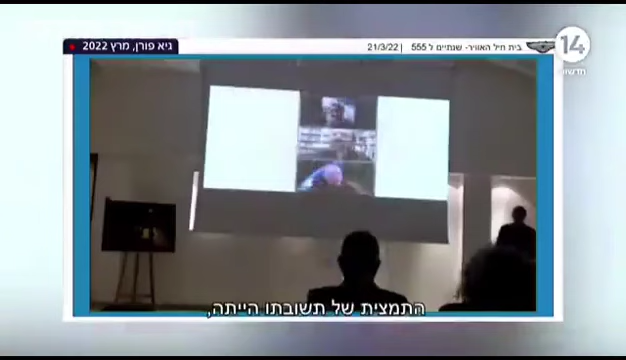 גיא פורן, מרץ 2022
בית חיל האוויר- שנתיים ל 555 | 21/3/22
14
חדשות
התמצית של תשובתו הייתה,